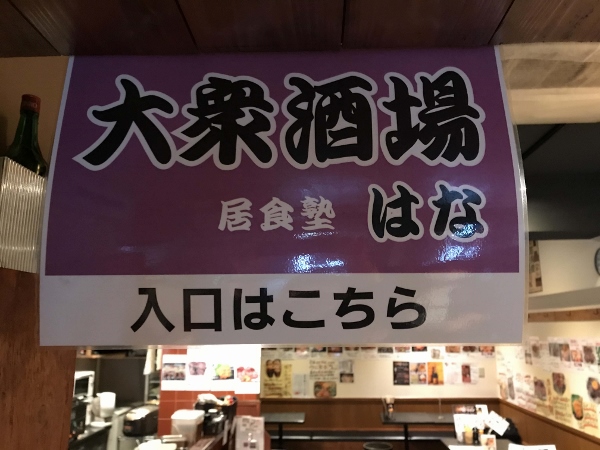 大衆酒場
居食塾 はな
入口はこちら